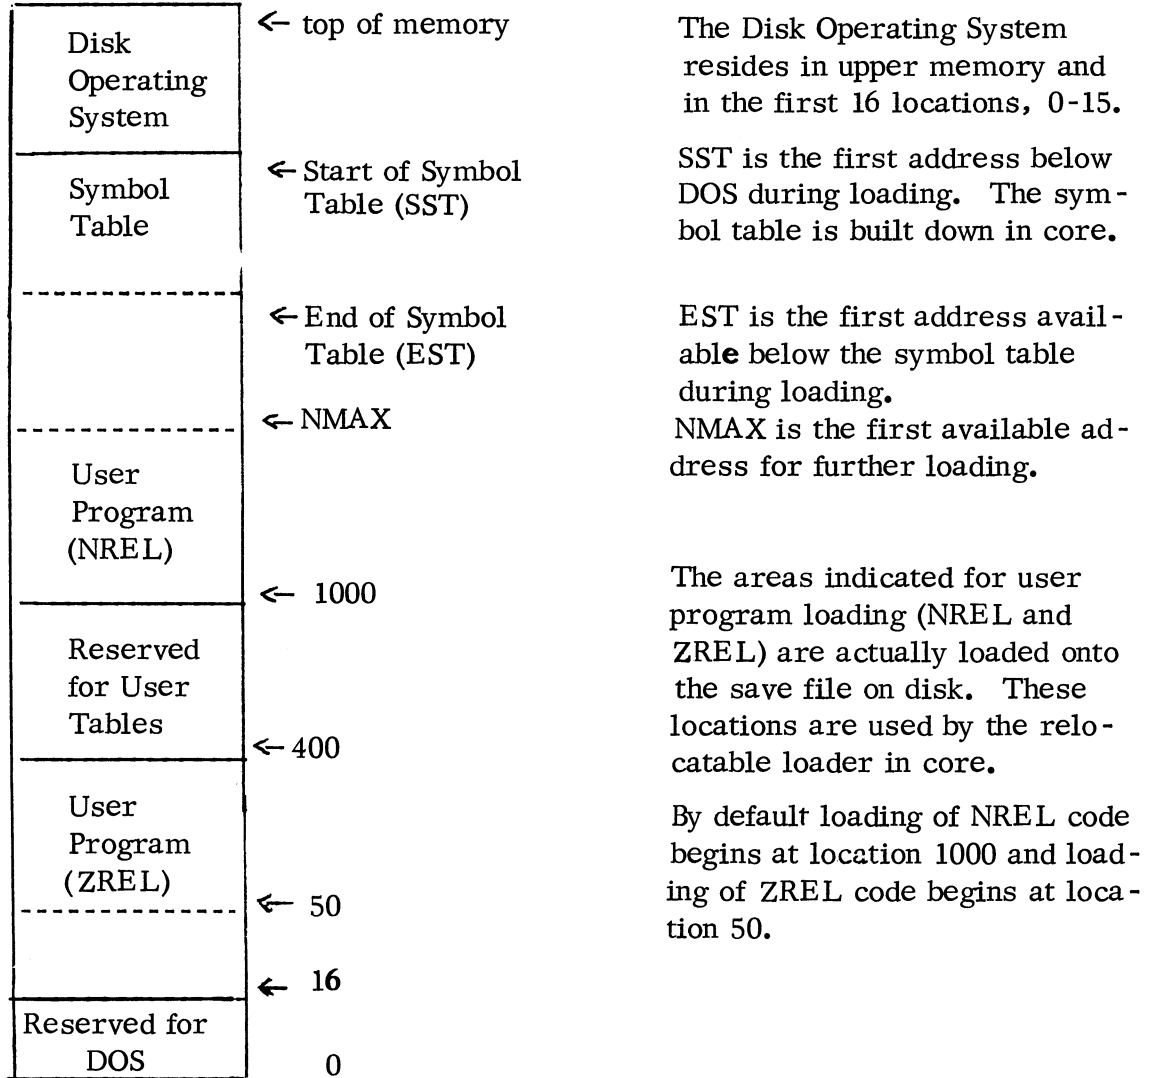 Disk
Operating
System
← top of memory
The Disk Operating System
resides in upper memory and
in the first 16 locations, 0-15.
Symbol
Table
← Start of Symbol
Table (SST)
SST is the first address below
DOS during loading. The sym-
bol table is built down in core.
← End of Symbol
Table (EST)
EST is the first address avail-
able below the symbol table
during loading.
← NMAX
NMAX is the first available ad-
dress for further loading.
User
Program
(NREL)
← 1000
The areas indicated for user
program loading (NREL and
ZREL) are actually loaded onto
the save file on disk. These
locations are used by the relo-
catable loader in core.
Reserved
for User
Tables
← 400
User
Program
(ZREL)
← 50
By default loading of NREL code
begins at location 1000 and load-
ing of ZREL code begins at loca-
tion 50.
← 16
Reserved for
DOS
0